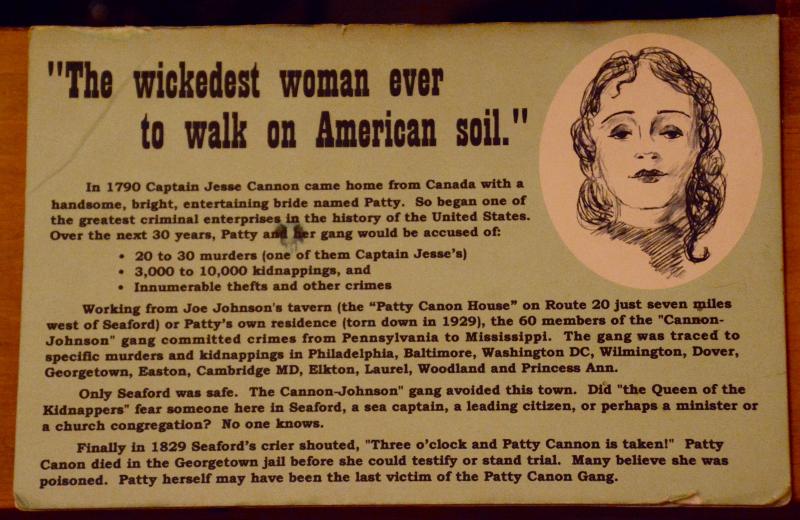 "The wickedest woman ever
to walk on American soil."
In 1790 Captain Jesse Cannon came home from Canada with a
handsome, bright, entertaining bride named Patty. So began one of
the greatest criminal enterprises in the history of the United States.
Over the next 30 years, Patty and her gang would be accused of:
• 20 to 30 murders (one of them Captain Jesse's)
• 3,000 to 10,000 kidnappings, and
• Innumerable thefts and other crimes
Working from Joe Johnson's tavern (the "Patty Canon House" on Route 20 just seven miles
west of Seaford) or Patty's own residence (torn down in 1929), the 60 members of the "Cannon-
Johnson" gang committed crimes from Pennsylvania to Mississippi. The gang was traced to
specific murders and kidnappings in Philadelphia, Baltimore, Washington DC, Wilmington, Dover,
Georgetown, Easton, Cambridge MD, Elkton, Laurel, Woodland and Princess Ann.
Only Seaford was safe. The Cannon-Johnson" gang avoided this town. Did "the Queen of the
Kidnappers" fear someone here in Seaford, a sea captain, a leading citizen, or perhaps a minister or
a church congregation? No one knows.
Finally in 1829 Seaford's crier shouted, "Three o'clock and Patty Cannon is taken!" Patty
Canon died in the Georgetown jail before she could testify or stand trial. Many believe she was
poisoned. Patty herself may have been the last victim of the Patty Canon Gang.